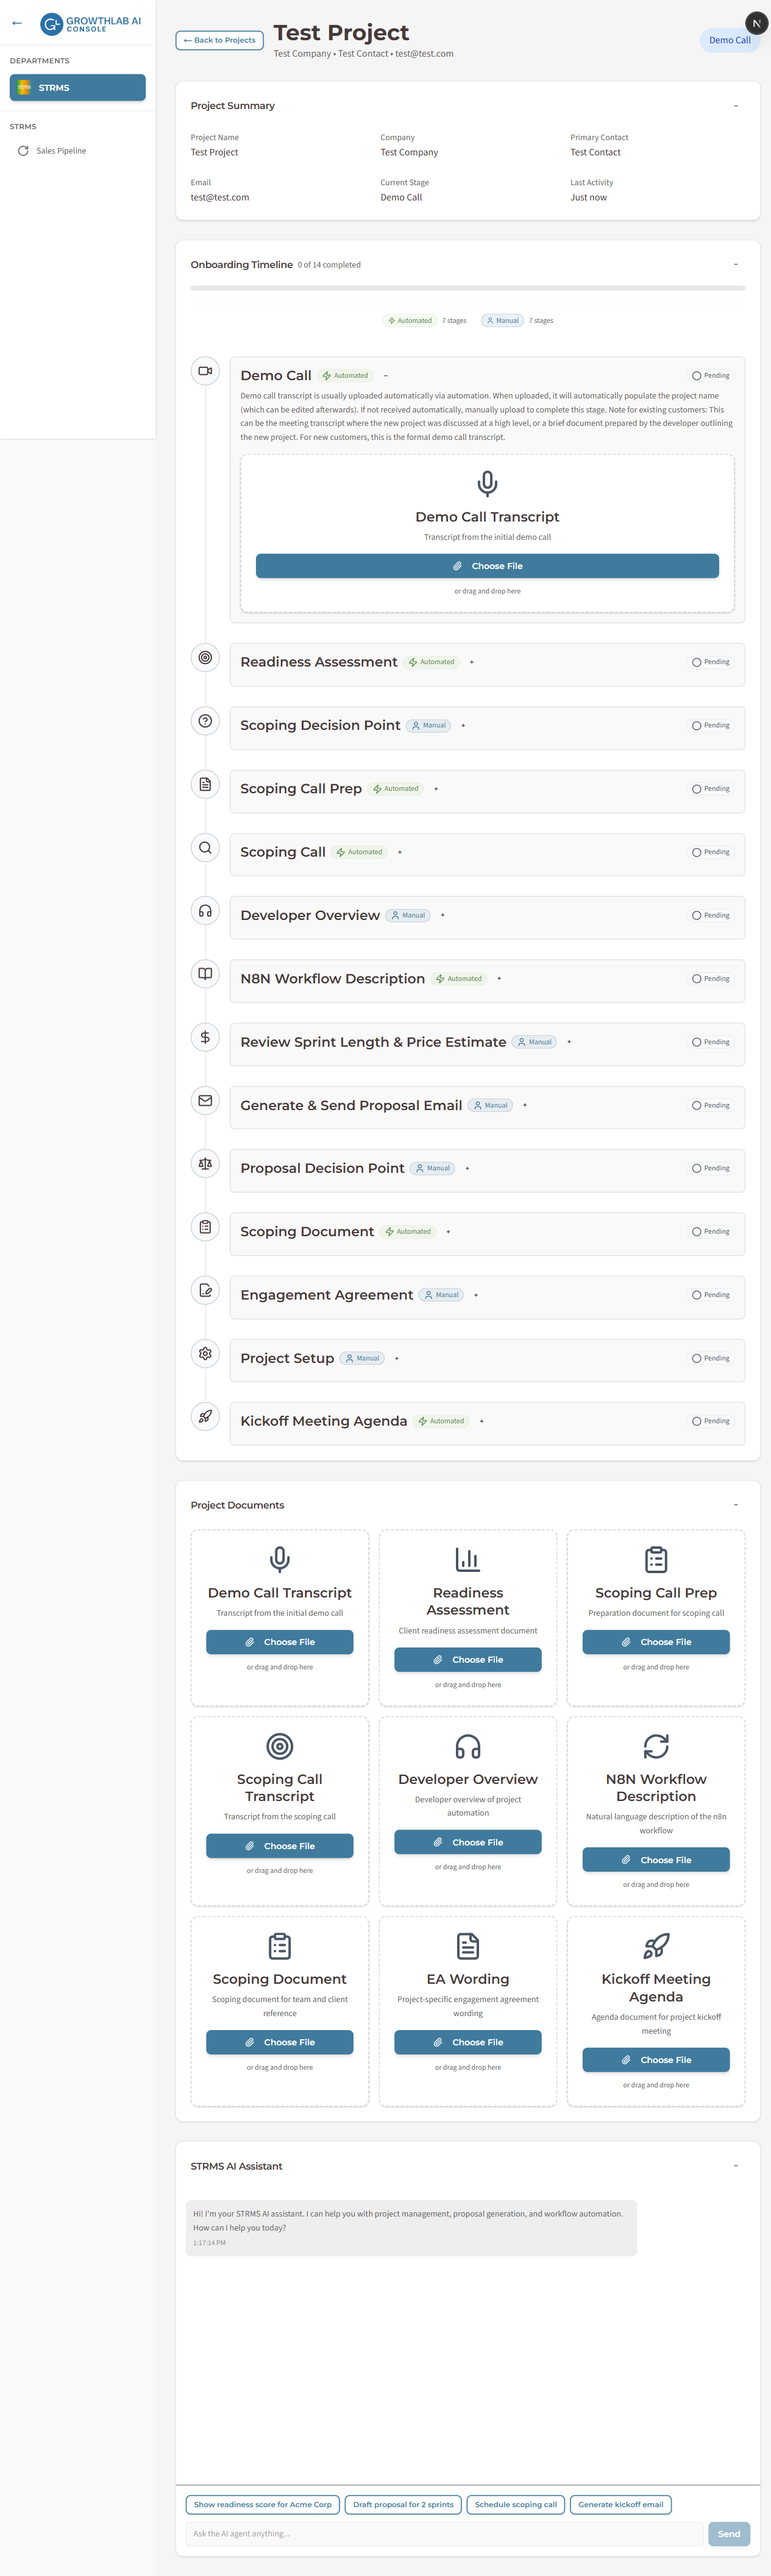 ←
GROWTHLAB AI
CONSOLE
DEPARTMENTS
STRMS
STRMS
Sales Pipeline
← Back to Projects
Test Project
Test Company • Test Contact • test@test.com
N
Demo Call
Project Summary
-
Project Name
Test Project
Company
Test Company
Primary Contact
Test Contact
Email
test@test.com
Current Stage
Demo Call
Last Activity
Just now
Onboarding Timeline 0 of 14 completed
-
Automated 7 stages Manual 7 stages
Demo Call Automated - Pending
Demo call transcript is usually uploaded automatically via automation. When uploaded, it will automatically populate the project name
(which can be edited afterwards). If not received automatically, manually upload to complete this stage. Note for existing customers: This
can be the meeting transcript where the new project was discussed at a high level, or a brief document prepared by the developer outlining
the new project. For new customers, this is the formal demo call transcript.
Demo Call Transcript
Transcript from the initial demo call
Choose File
or drag and drop here
Readiness Assessment Automated + Pending
Scoping Decision Point Manual + Pending
Scoping Call Prep Automated + Pending
Scoping Call Automated + Pending
Developer Overview Manual + Pending
N8N Workflow Description Automated + Pending
Review Sprint Length & Price Estimate Manual + Pending
Generate & Send Proposal Email Manual + Pending
Proposal Decision Point Manual + Pending
Scoping Document Automated + Pending
Engagement Agreement Manual + Pending
Project Setup Manual + Pending
Kickoff Meeting Agenda Automated + Pending
Project Documents
-
Demo Call Transcript
Transcript from the initial demo call
Choose File
or drag and drop here
Readiness
Assessment
Client readiness assessment document
Choose File
or drag and drop here
Scoping Call Prep
Preparation document for scoping call
Choose File
or drag and drop here
Scoping Call
Transcript
Transcript from the scoping call
Choose File
or drag and drop here
Developer Overview
Developer overview of project
automation
Choose File
or drag and drop here
N8N Workflow
Description
Natural language description of the n8n
workflow
Choose File
or drag and drop here
Scoping Document
Scoping document for team and client
reference
Choose File
or drag and drop here
EA Wording
Project-specific engagement agreement
wording
Choose File
or drag and drop here
Kickoff Meeting
Agenda
Agenda document for project kickoff
meeting
Choose File
or drag and drop here
STRMS AI Assistant
-
Hi! I'm your STRMS AI assistant. I can help you with project management, proposal generation, and workflow automation.
How can I help you today?
1:17:14 PM
Show readiness score for Acme Corp
Draft proposal for 2 sprints
Schedule scoping call
Generate kickoff email
Ask the AI agent anything...
Send